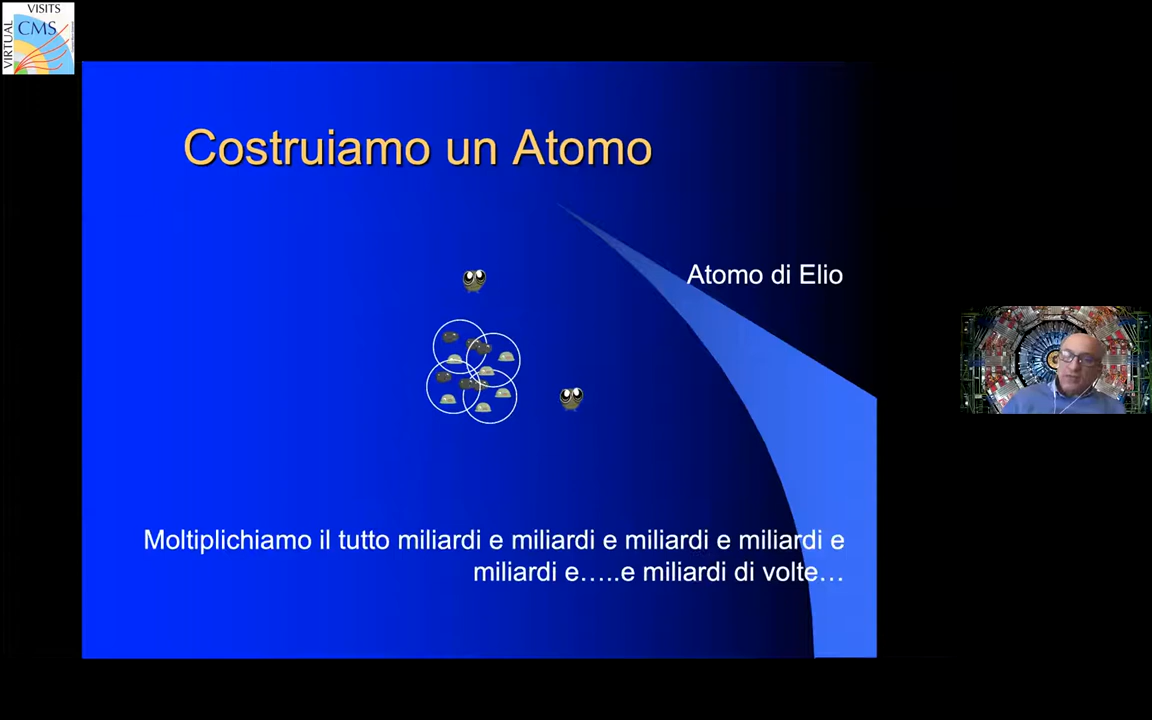 VISITS
CMS
VIRTUAL
Costruiamo un Atomo
Atomo di Elio
Moltiplichiamo il tutto miliardi e miliardi e miliardi e miliardi e
miliardi e…..e miliardi di volte…